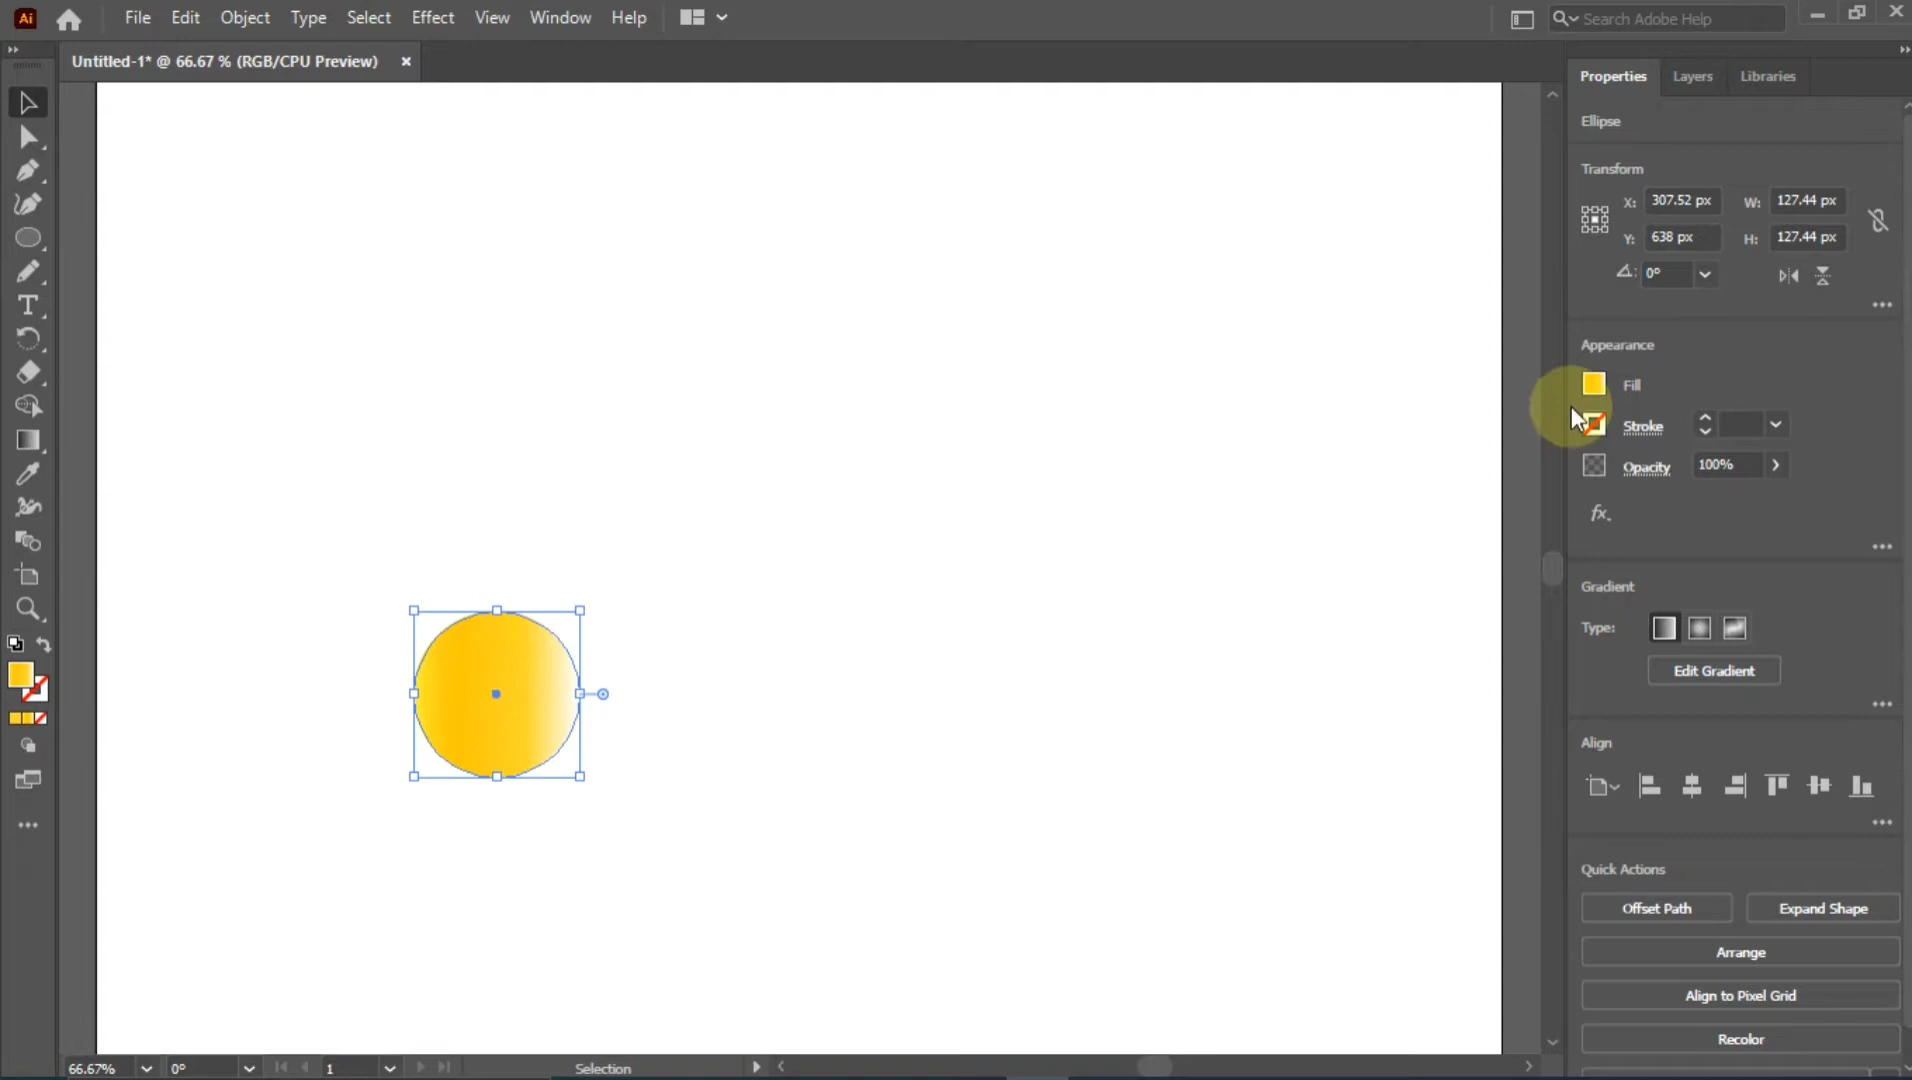 Ai File Edit Object Type Select Effect View Window Help Search Adobe Help
Untitled-1* @ 66.67 % (RGB/CPU Preview) ×
Properties Layers Libraries
Ellipse
Transform
X: 307.52 px W: 127.44 px
Y: 638 px H: 127.44 px
0°
Appearance
Fill
Stroke
Opacity 100%
fx.
Gradient
Type:
Edit Gradient
Align
Quick Actions
Offset Path Expand Shape
Arrange
Align to Pixel Grid
Recolor
66.67% 0° 1 Selection